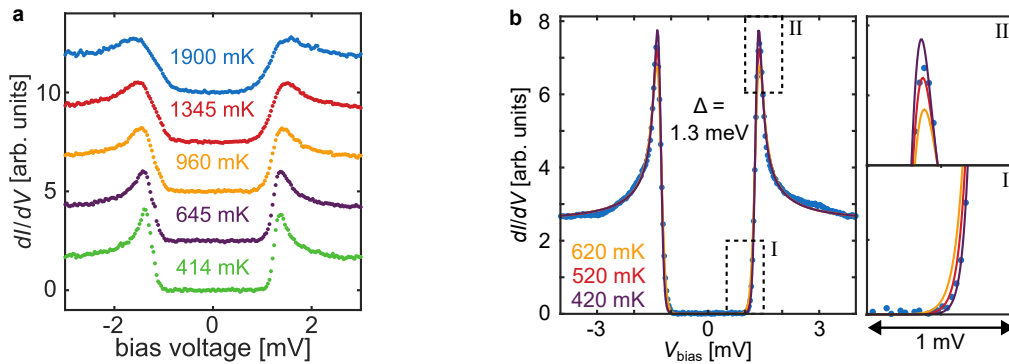 a
dI/dV [arb. units]
10
5
0
1900 mK
1345 mK
960 mK
645 mK
414 mK
-2
0
2
bias voltage [mV]
b
dI/dV [arb. units]
8
6
4
2
0
II
Δ =
1.3 meV
I
620 mK
520 mK
420 mK
-3
0
3
Vbias [mV]
II
I
1 mV